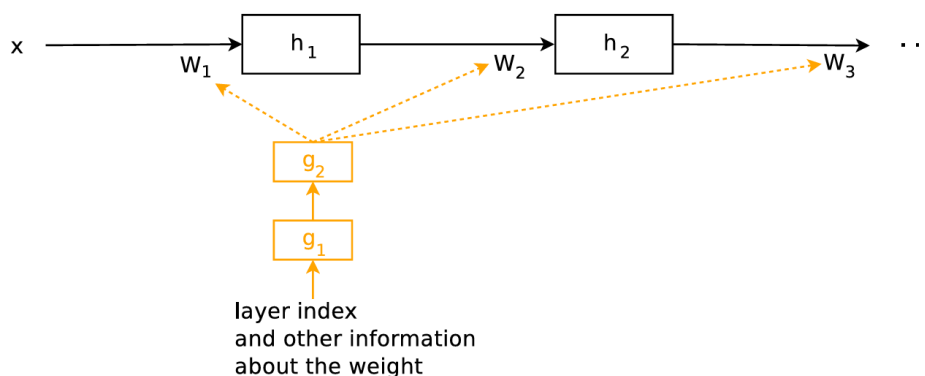 x
h1
h2
..
W1
W2
W3
g2
g1
layer index
and other information
about the weight